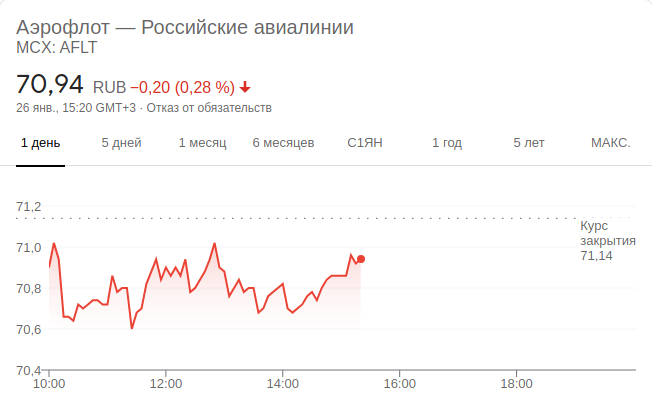 Аэрофлот — Российские авиалинии
MCX: AFLT
70,94 RUB −0,20 (0,28 %)
26 янв., 15:20 GMT+3 · Отказ от обязательств
1 день 5 дней 1 месяц 6 месяцев С1ЯН 1 год 5 лет МАКС.
71,2
Курс
закрытия
71,14
71,0
70,8
70,6
70,4
10:00 12:00 14:00 16:00 18:00